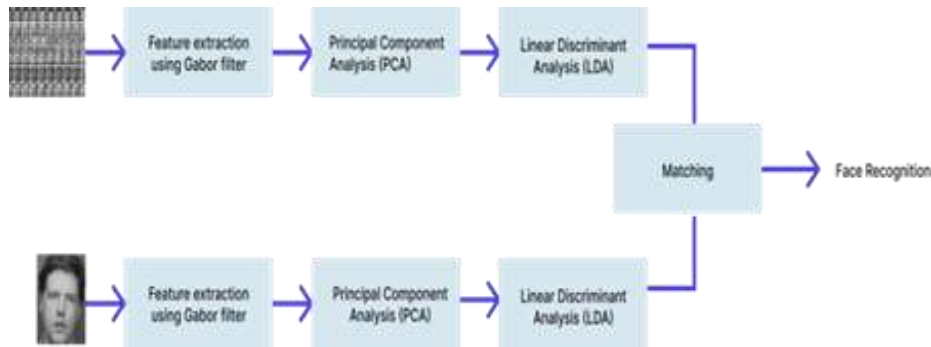 Feature extraction
using Gabor filter
Principal Component
Analysis (PCA)
Linear Discriminant
Analysis (LDA)
Matching
Face Recognition
Feature extraction
using Gabor filter
Principal Component
Analysis (PCA)
Linear Discriminant
Analysis (LDA)